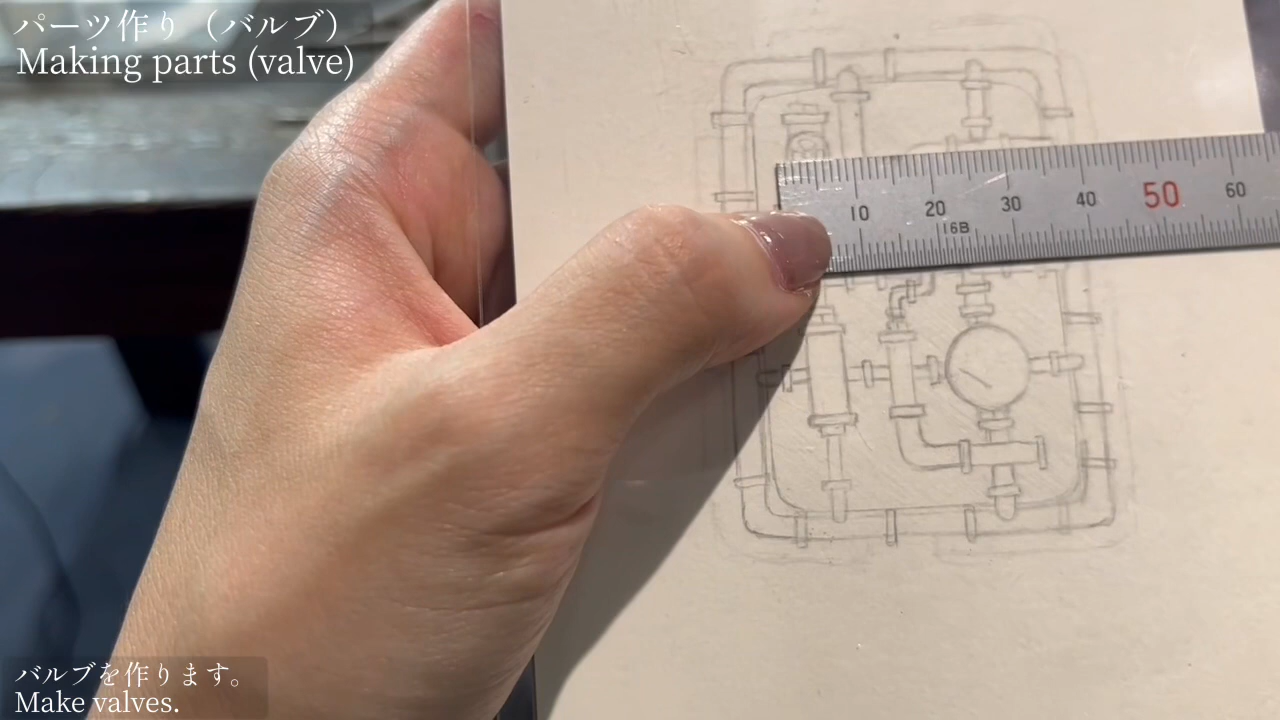 パーツ作り（バルブ）
Making parts (valve)
10 20 30 40 50 60
16B
バルブを作ります。
Make valves.